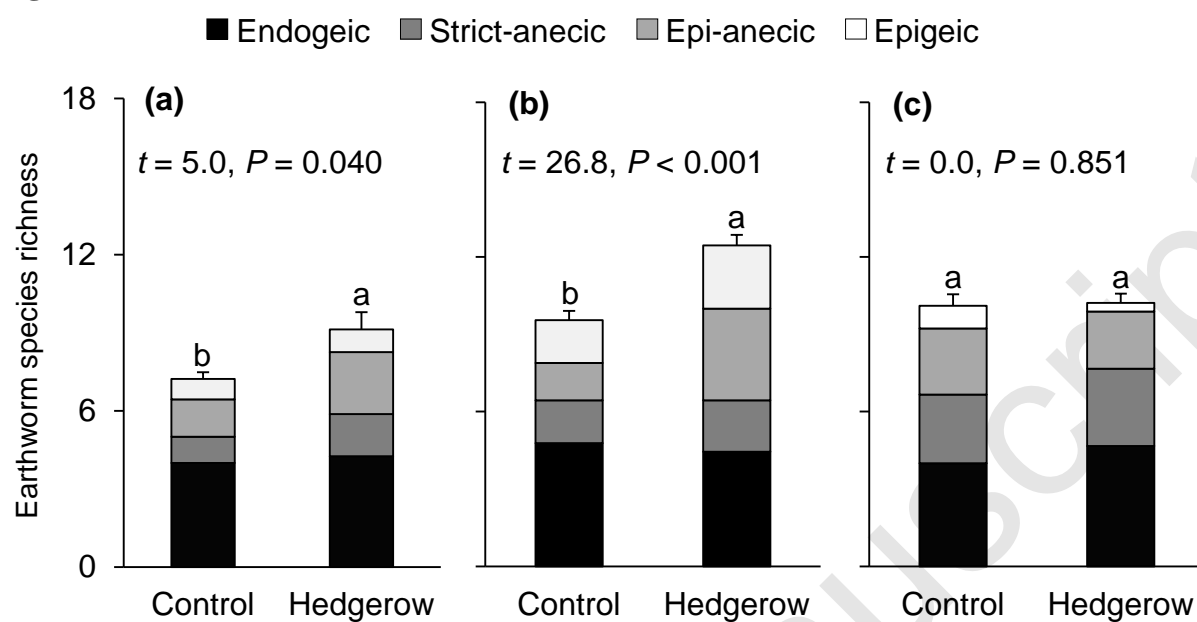 Endogeic Strict-anecic Epi-anecic Epigeic
Earthworm species richness
18
12
6
0
(a)
t = 5.0, P = 0.040
b
a
Control Hedgerow
(b)
t = 26.8, P < 0.001
b
a
Control Hedgerow
(c)
t = 0.0, P = 0.851
a
a
Control Hedgerow